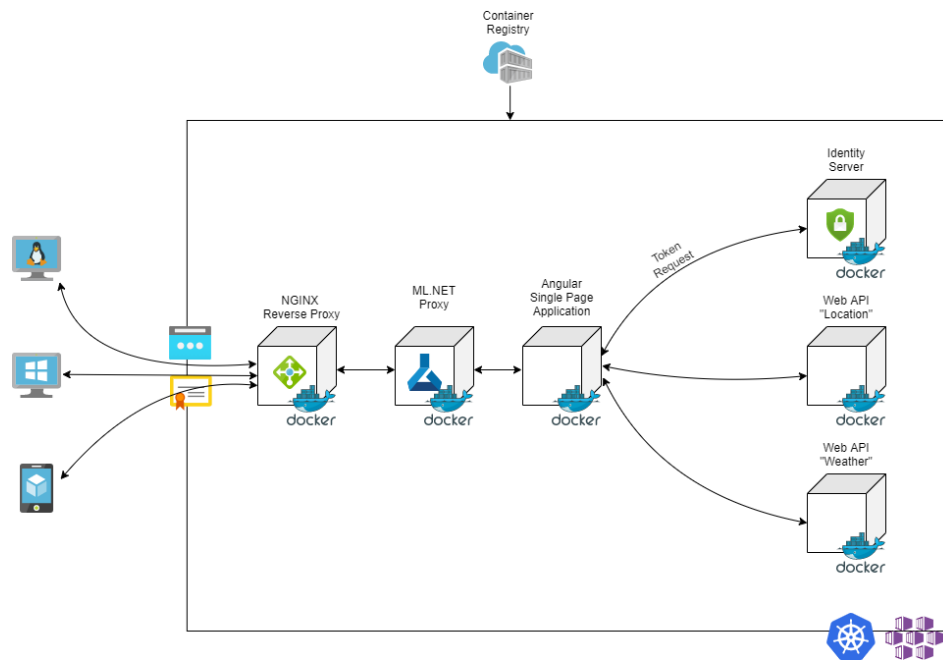 Container
Registry
Identity
Server
docker
Token
Request
NGINX
Reverse Proxy
docker
ML.NET
Proxy
docker
Angular
Single Page
Application
docker
Web API
"Location"
docker
Web API
"Weather"
docker